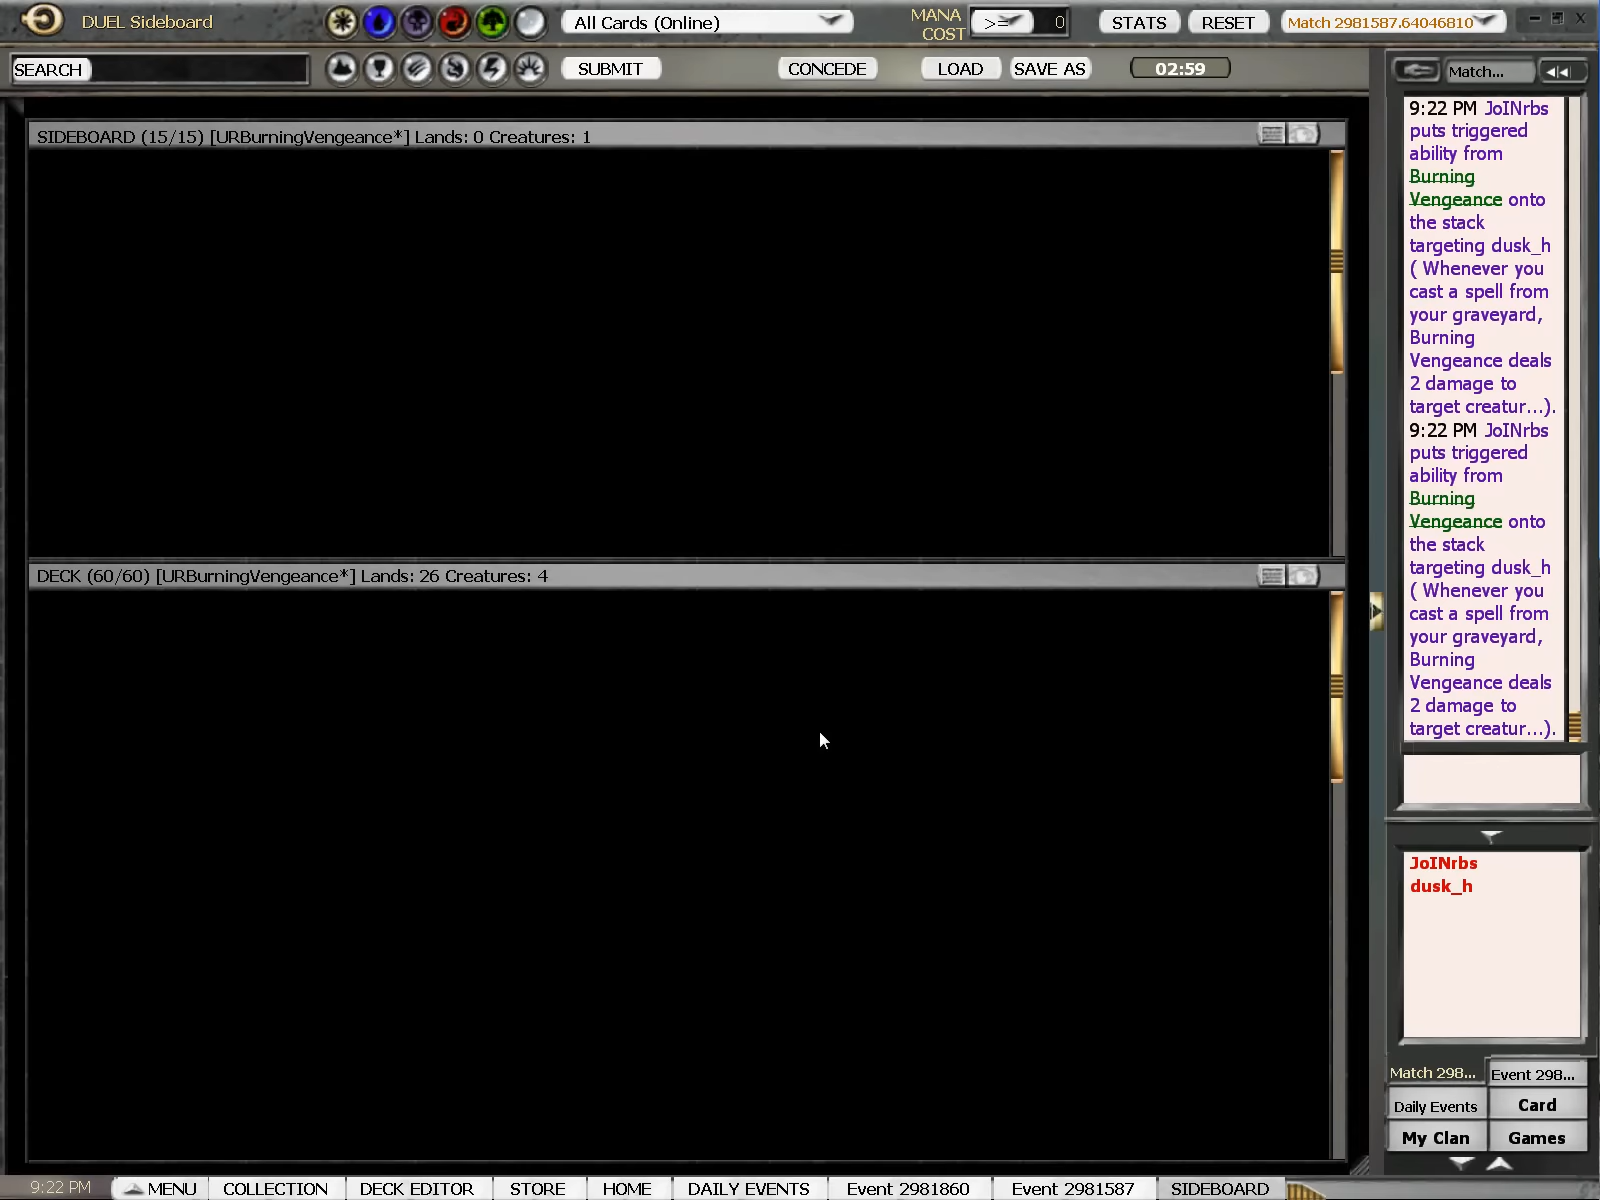 DUEL Sideboard
All Cards (Online)
MANA COST >= 0
STATS
RESET
Match 2981587.64046810
SEARCH
SUBMIT
CONCEDE
LOAD
SAVE AS
02:59
Match...
SIDEBOARD (15/15) [URBurningVengeance*] Lands: 0 Creatures: 1
DECK (60/60) [URBurningVengeance*] Lands: 26 Creatures: 4
9:22 PM JoINrbs
puts triggered
ability from
Burning
Vengeance onto
the stack
targeting dusk_h
( Whenever you
cast a spell from
your graveyard,
Burning
Vengeance deals
2 damage to
target creatur...).
9:22 PM JoINrbs
puts triggered
ability from
Burning
Vengeance onto
the stack
targeting dusk_h
( Whenever you
cast a spell from
your graveyard,
Burning
Vengeance deals
2 damage to
target creatur...).
JoINrbs
dusk_h
Match 298...
Event 298...
Daily Events
Card
My Clan
Games
9:22 PM
MENU
COLLECTION
DECK EDITOR
STORE
HOME
DAILY EVENTS
Event 2981860
Event 2981587
SIDEBOARD